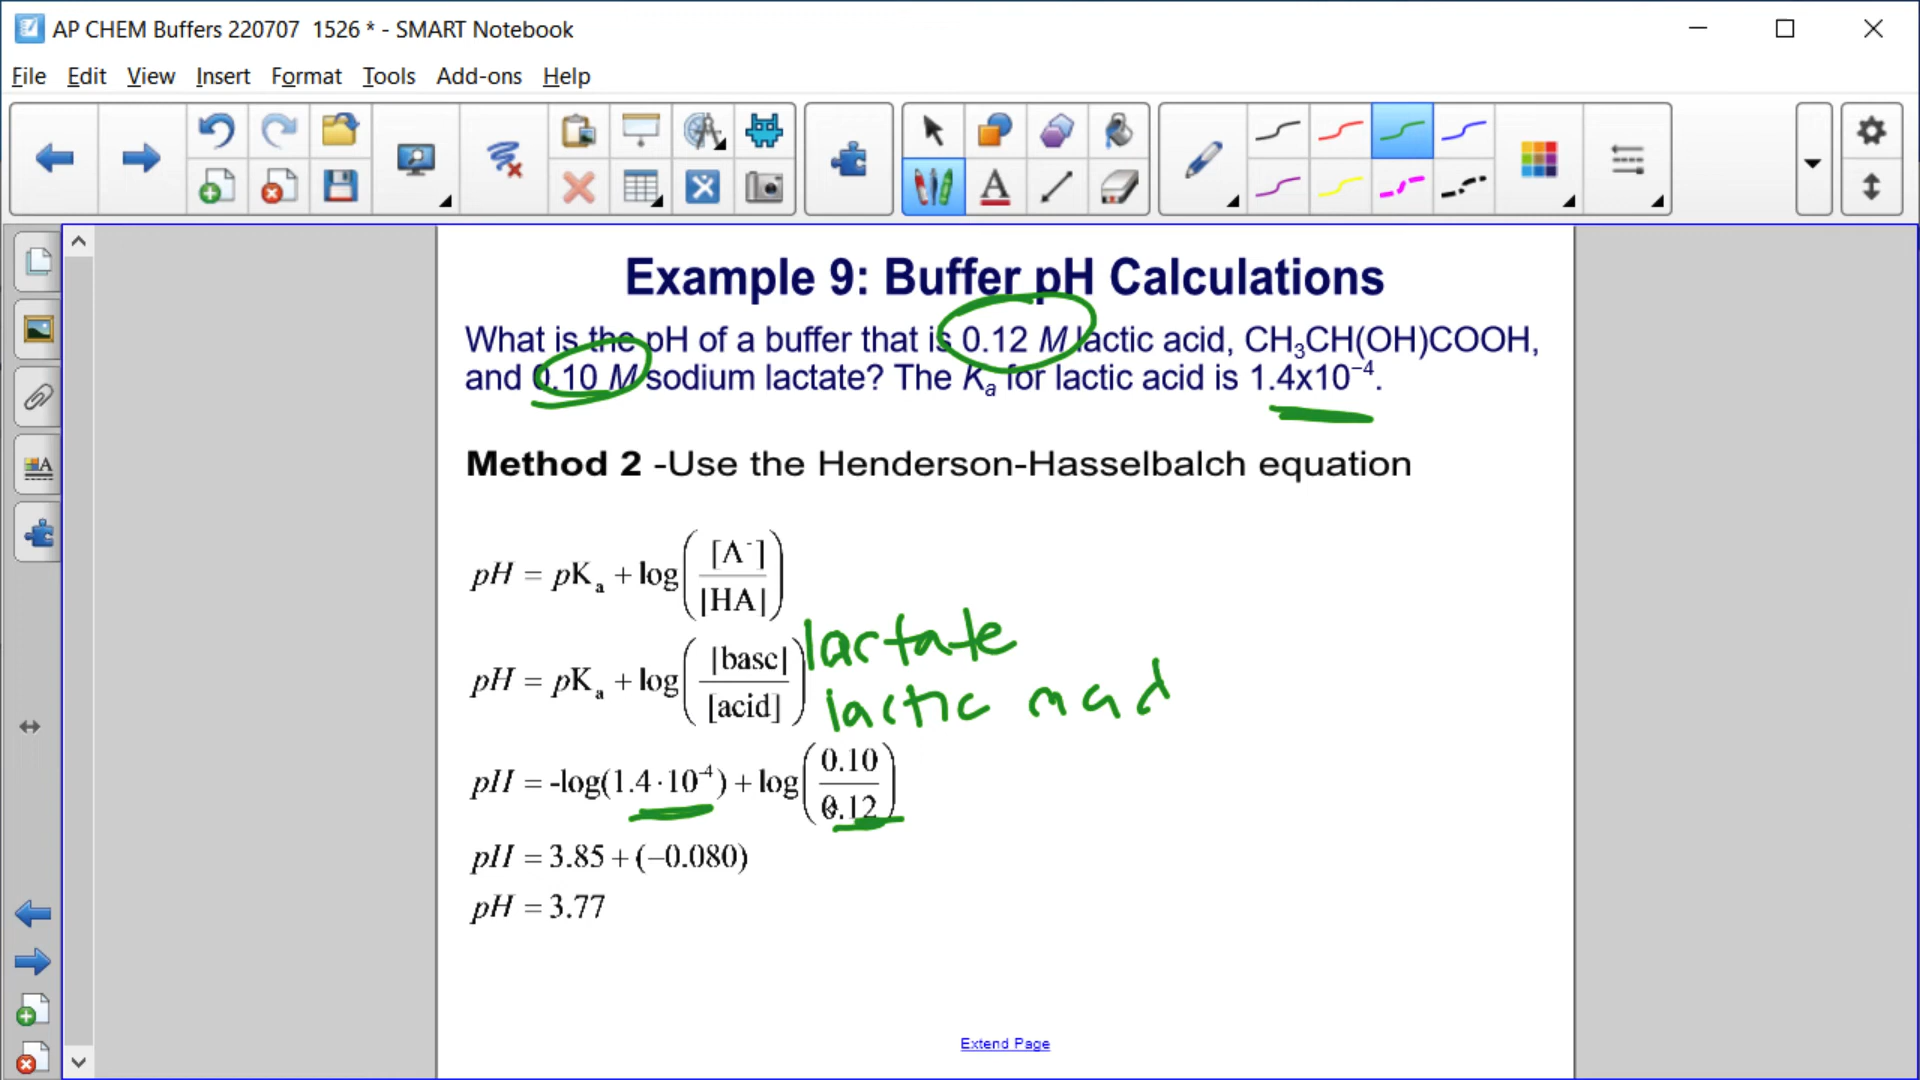 AP CHEM Buffers 220707 1526 * - SMART Notebook
File Edit View Insert Format Tools Add-ons Help
Example 9: Buffer pH Calculations
What is the pH of a buffer that is 0.12 M lactic acid, CH₃CH(OH)COOH,
and 0.10 M sodium lactate? The Kₐ for lactic acid is 1.4x10⁻⁴.
Method 2 -Use the Henderson-Hasselbalch equation
pH = pKₐ + log([A⁻]/[HA])
pH = pKₐ + log([base]/[acid])
lactate
lactic acid
pH = -log(1.4·10⁻⁴) + log(0.10/0.12)
pH = 3.85 + (−0.080)
pH = 3.77
Extend Page